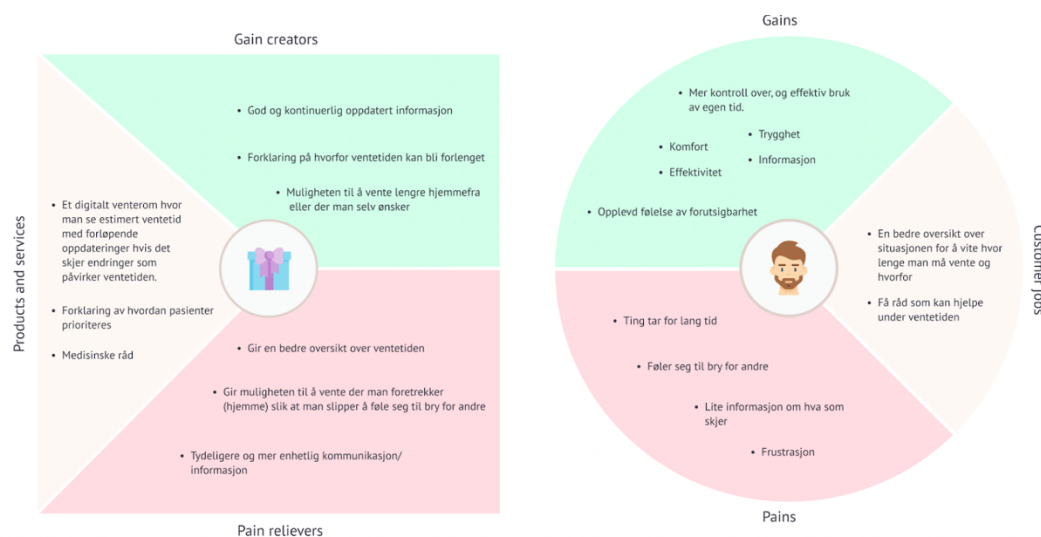 Gain creators
• God og kontinuerlig oppdatert informasjon
• Forklaring på hvorfor ventetiden kan bli forlenget
• Muligheten til å vente lengre hjemmefra
eller der man selv ønsker
Products and services
• Et digitalt venterom hvor
man se estimert ventetid
med forløpende
oppdateringer hvis det
skjer endringer som
påvirker ventetiden.
• Forklaring av hvordan pasienter
prioriteres
• Medisinske råd
• Gir en bedre oversikt over ventetiden
• Gir muligheten til å vente der man foretrekker
(hjemme) slik at man slipper å føle seg til bry for andre
• Tydeligere og mer enhetlig kommunikasjon/
informasjon
Pain relievers
Gains
• Mer kontroll over, og effektiv bruk
av egen tid.
• Trygghet
• Komfort
• Informasjon
• Effektivitet
• Opplevd følelse av forutsigbarhet
• En bedre oversikt over
situasjonen for å vite hvor
lenge man må vente og
hvorfor
• Få råd som kan hjelpe
under ventetiden
Customer jobs
• Ting tar for lang tid
• Føler seg til bry for andre
• Lite informasjon om hva som
skjer
• Frustrasjon
Pains